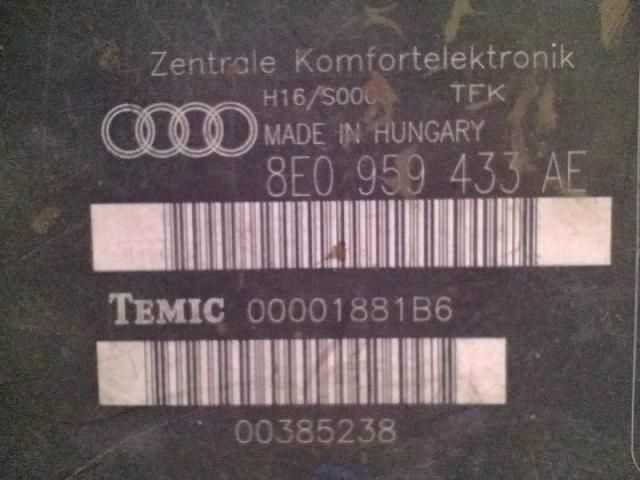 Zentrale Komfortelektronik
H16/S000 TFK
MADE IN HUNGARY
8E0 959 433 AE
TEMIC 00001881B6
00385238